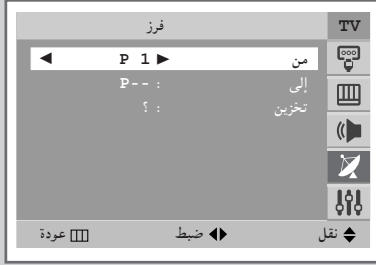 فرز
TV
من ◀ P 1 ▶
إلى : P--
تخزين : ؟
نقل ضبط عودة